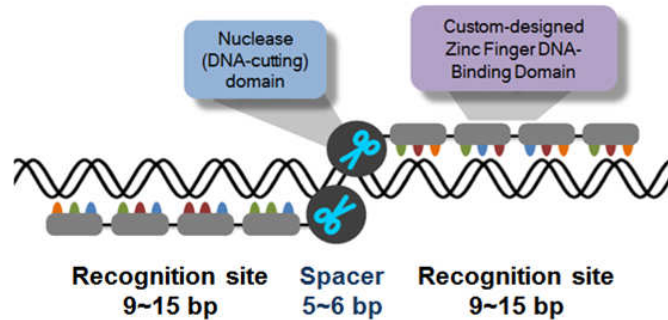 Nuclease
(DNA-cutting)
domain
Custom-designed
Zinc Finger DNA-
Binding Domain
Recognition site
9~15 bp
Spacer
5~6 bp
Recognition site
9~15 bp